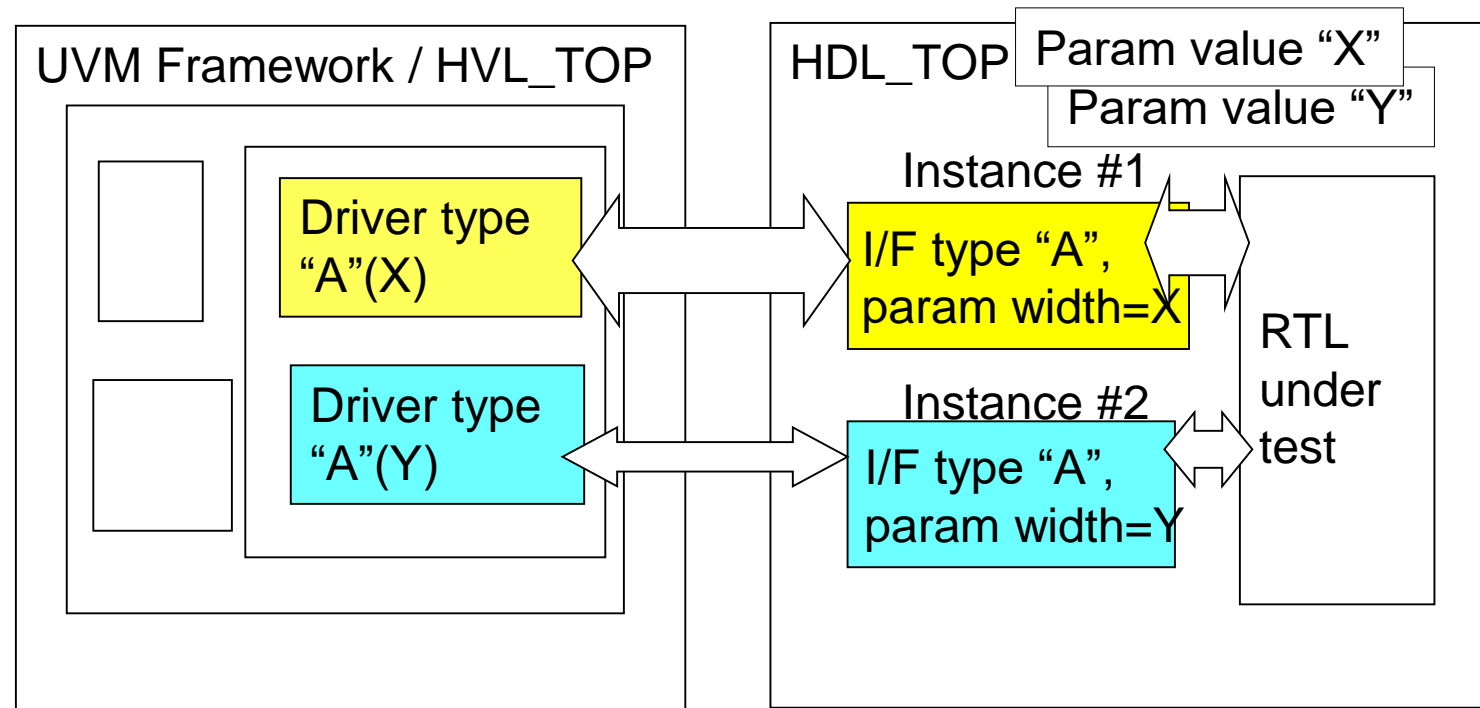 UVM Framework / HVL_TOP
Driver type
“A”(X)
Driver type
“A”(Y)
HDL_TOP
Param value “X”
Param value “Y”
Instance #1
I/F type “A”,
param width=X
Instance #2
I/F type “A”,
param width=Y
RTL
under
test